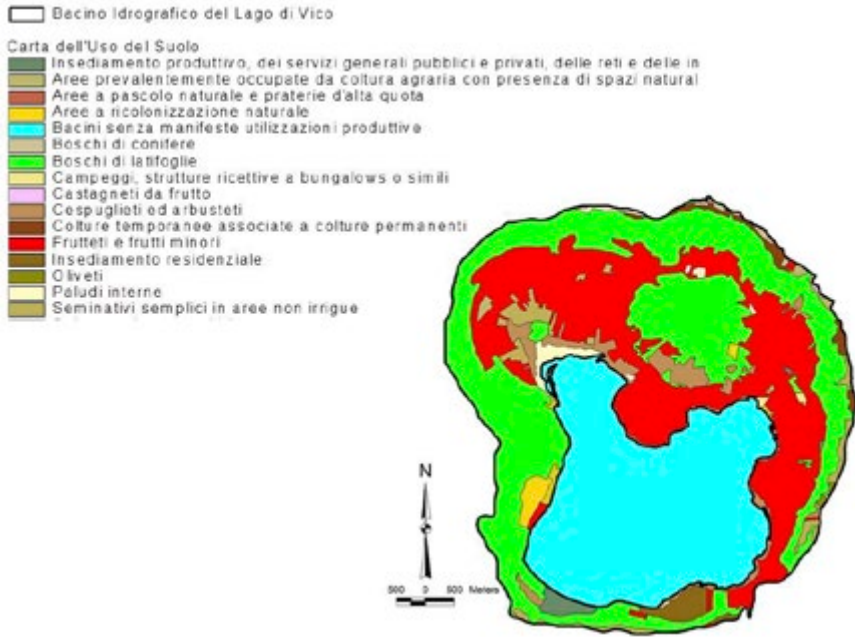 Bacino Idrografico del Lago di Vico
Carta dell'Uso del Suolo
Insediamento produttivo, dei servizi generali pubblici e privati, delle reti e delle in
Aree prevalentemente occupate da coltura agraria con presenza di spazi natural
Aree a pascolo naturale e praterie d'alta quota
Aree a ricolonizzazione naturale
Bacini senza manifeste utilizzazioni produttive
Boschi di conifere
Boschi di latifoglie
Campeggi, strutture ricettive a bungalows o simili
Castagneti da frutto
Cespuglieti ed arbusteti
Colture temporanee associate a colture permanenti
Frutteti e frutti minori
Insediamento residenziale
Oliveti
Paludi interne
Seminativi semplici in aree non irrigue
N
500 0 500 Meters